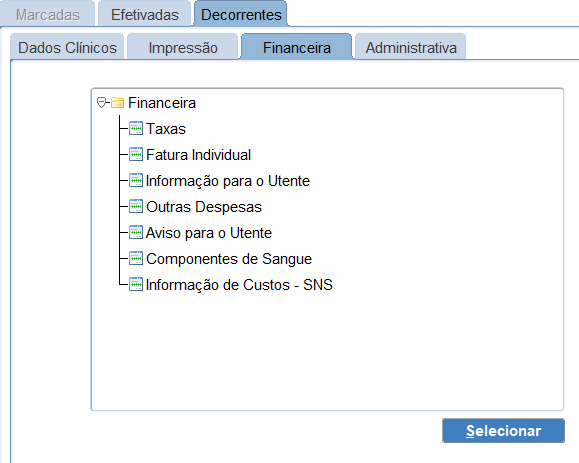 Marcadas Efetivadas Decorrentes
Dados Clínicos Impressão Financeira Administrativa
Financeira
Taxas
Fatura Individual
Informação para o Utente
Outras Despesas
Aviso para o Utente
Componentes de Sangue
Informação de Custos - SNS
Selecionar